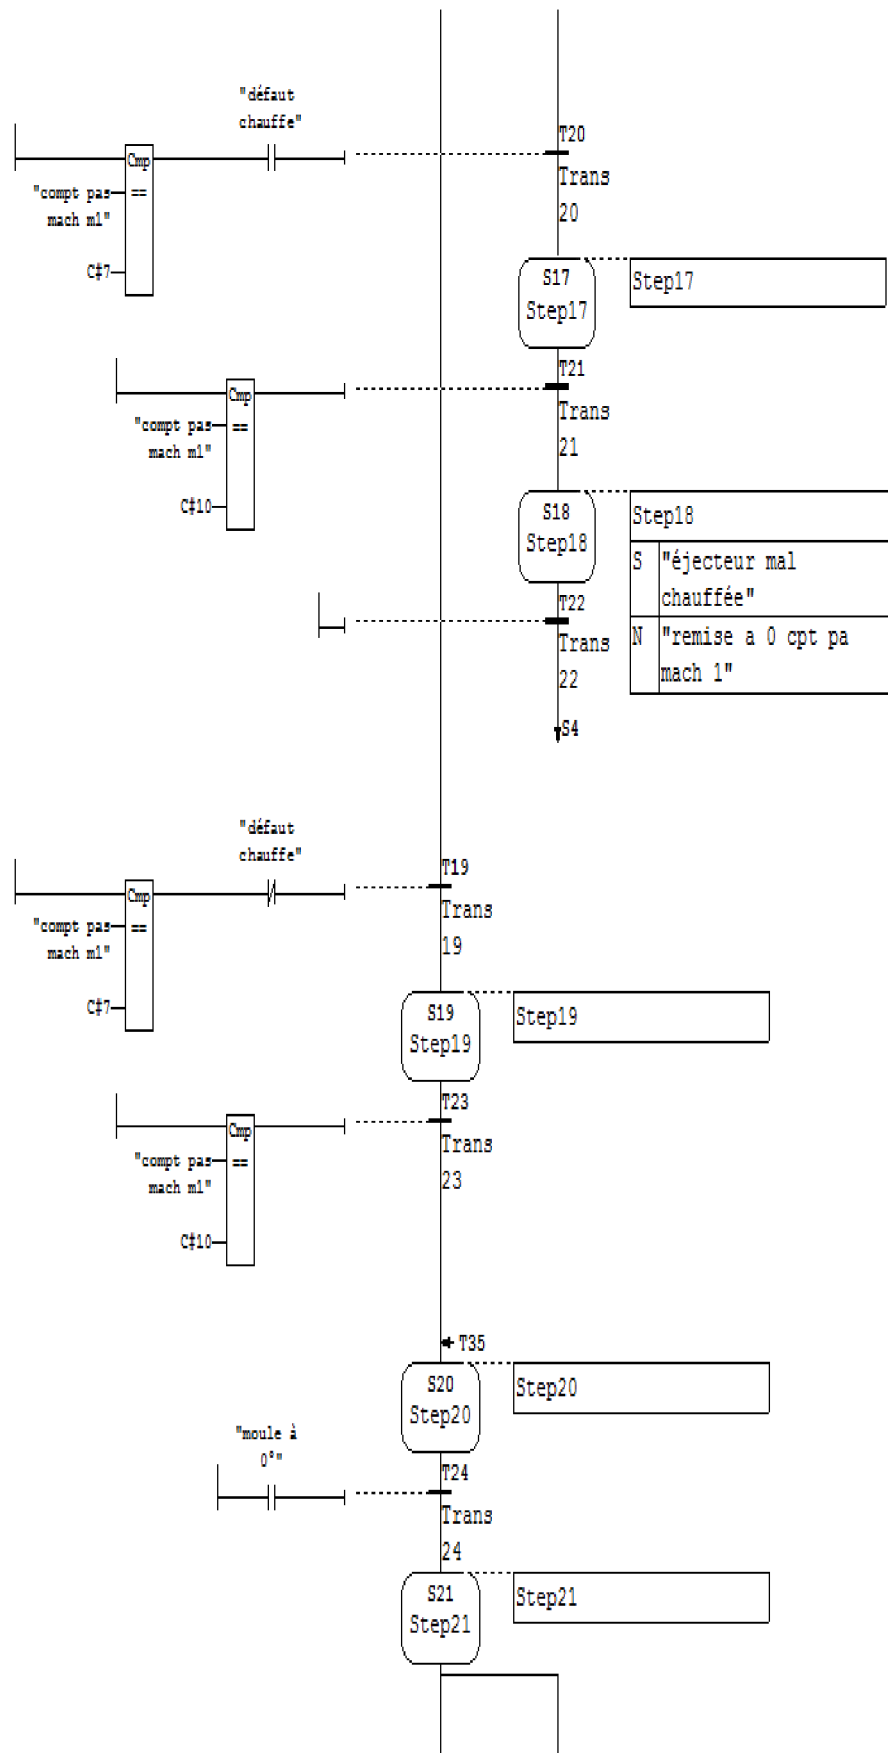 "défaut
chauffe"
T20
Cmp
Trans
"compt pas
==
mach m1"
20
C‡7
S17
Step17
Step17
T21
Cmp
Trans
"compt pas
==
mach m1"
21
C‡10
S18
Step18
Step18
S "éjecteur mal
chauffée"
T22
Trans
N "remise a 0 cpt pa
mach 1"
22
S4
"défaut
chauffe"
T19
Cmp
Trans
"compt pas
==
mach m1"
19
C‡7
S19
Step19
Step19
T23
Cmp
Trans
"compt pas
==
mach m1"
23
C‡10
T35
S20
Step20
Step20
"moule à
0°"
T24
Trans
24
S21
Step21
Step21